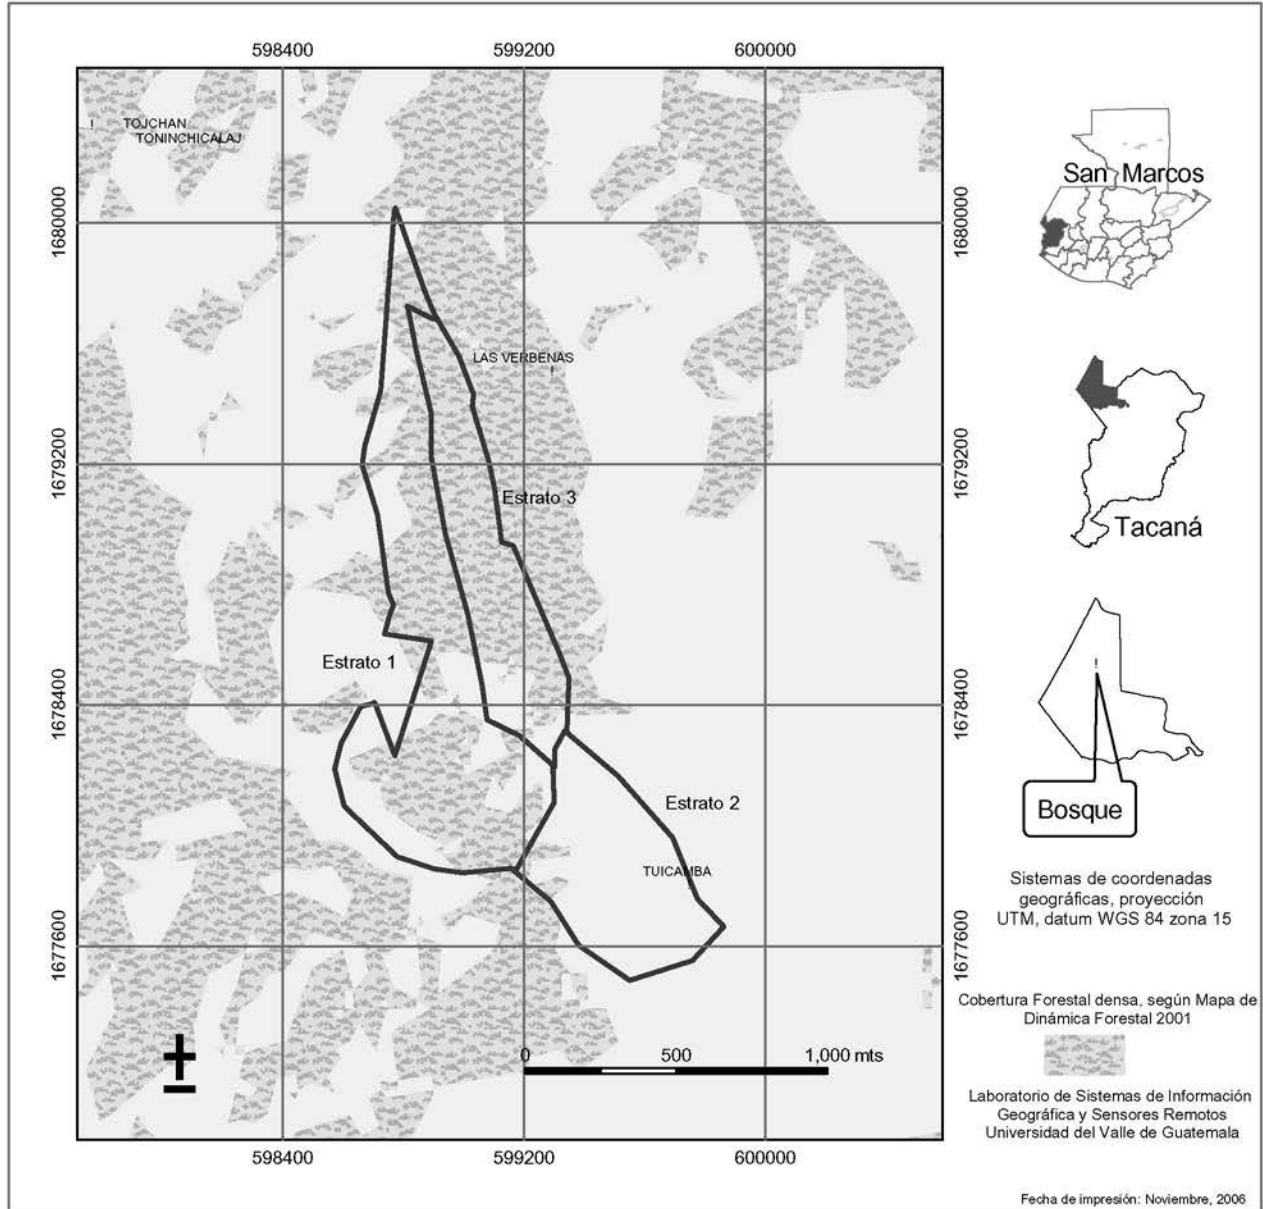 598400 599200 600000
TOJCHAN
TONINCHICALAJ
San Marcos
1680000 1680000
LAS VERBENAS
1679200 1679200
Estrato 3
Tacaná
Estrato 1
1678400 1678400
Estrato 2
Bosque
TUICAMBA
Sistemas de coordenadas
geográficas, proyección
UTM, datum WGS 84 zona 15
1677600 1677600
Cobertura Forestal densa, según Mapa de
Dinámica Forestal 2001
0 500 1,000 mts
Laboratorio de Sistemas de Información
Geográfica y Sensores Remotos
Universidad del Valle de Guatemala
598400 599200 600000
Fecha de impresión: Noviembre, 2006